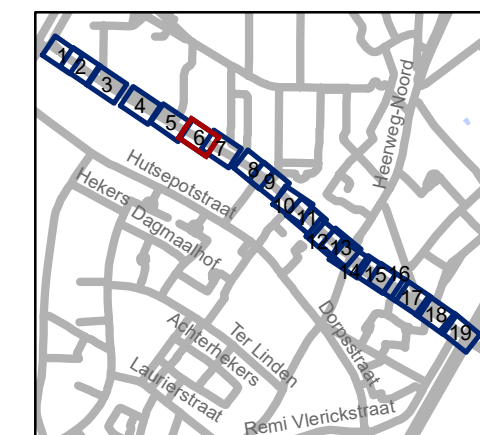 1
2
3
4
5
6
7
8
9
10
11
12
13
14
15
16
17
18
19
Heerweg-Noord
Hutsepotstraat
Hekers Dagmaalhof
Dorpsstraat
Ter Linden
Achterhekers
Laurierstraat
Remi Vlerickstraat